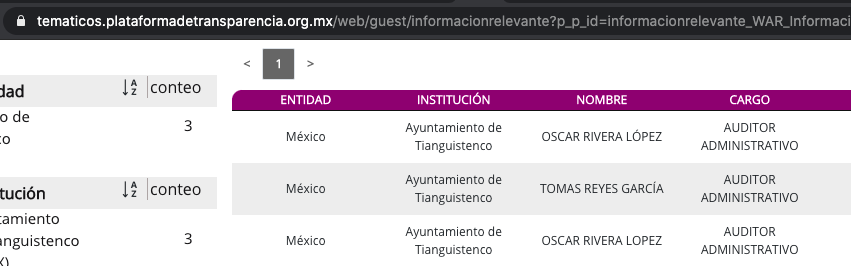 tematicos.plataformadetransparencia.org.mx/web/guest/informacionrelevante?p_p_id=informacionrelevante_WAR_Informaci
< 1 >
dad conteo
o de
co 3
tución conteo
tamiento
anguistenco 3
X)
ENTIDAD INSTITUCIÓN NOMBRE CARGO
México Ayuntamiento de Tianguistenco OSCAR RIVERA LÓPEZ AUDITOR ADMINISTRATIVO
México Ayuntamiento de Tianguistenco TOMAS REYES GARCÍA AUDITOR ADMINISTRATIVO
México Ayuntamiento de Tianguistenco OSCAR RIVERA LOPEZ AUDITOR ADMINISTRATIVO